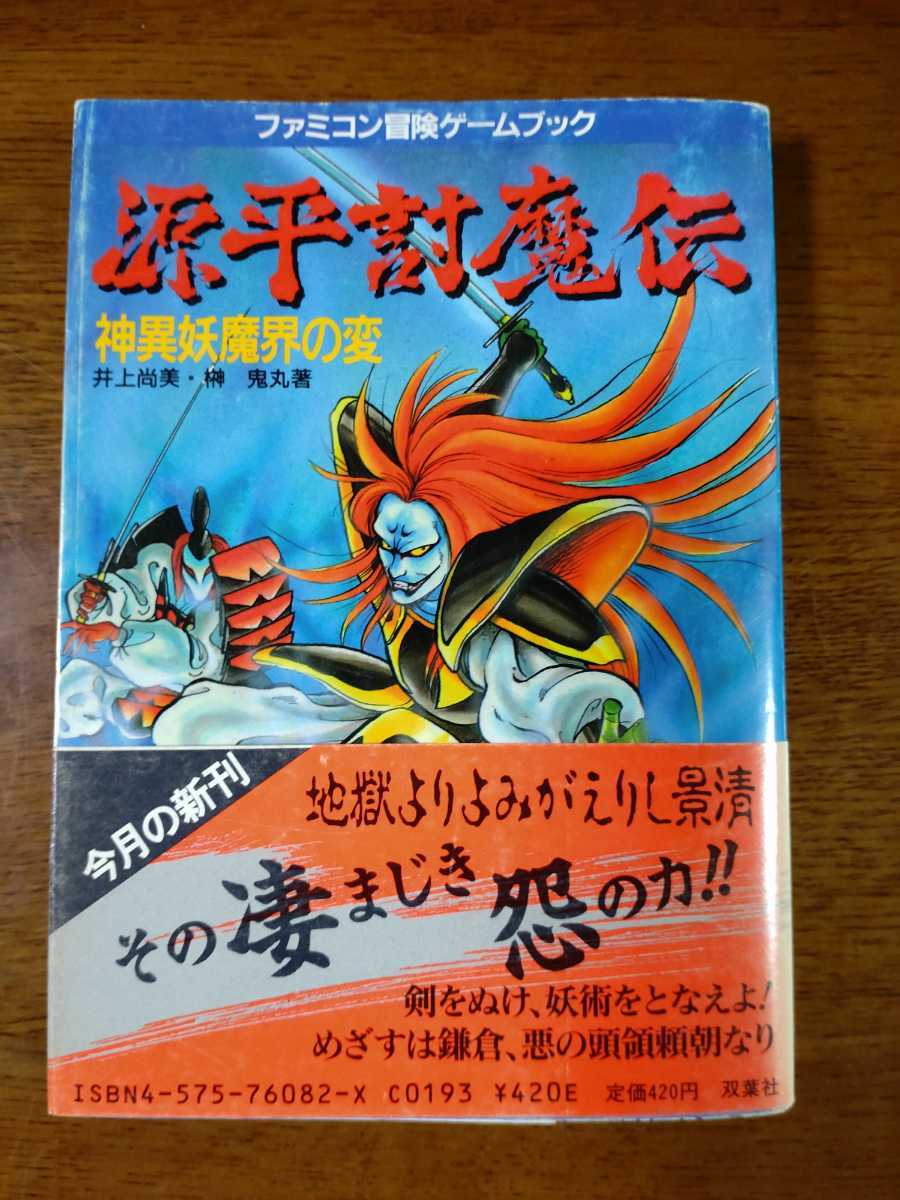 ファミコン冒険ゲームブック
源平討魔伝
神異妖魔界の変
井上尚美・榊 鬼丸著
今月の新刊
地獄よりよみがえりし景清
その凄まじき怨の力!!
剣をぬけ、妖術をとなえよ!
めざすは鎌倉、悪の頭領頼朝なり
ISBN4-575-76082-X C0193 ¥420E 定価420円 双葉社